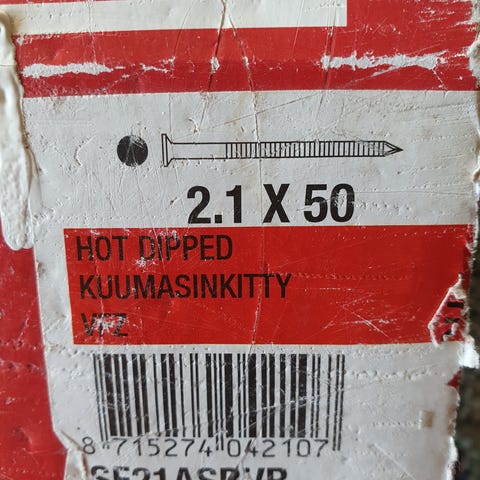 2.1 X 50
HOT DIPPED
KUUMASINKITTY
VFZ
8 715274 042107